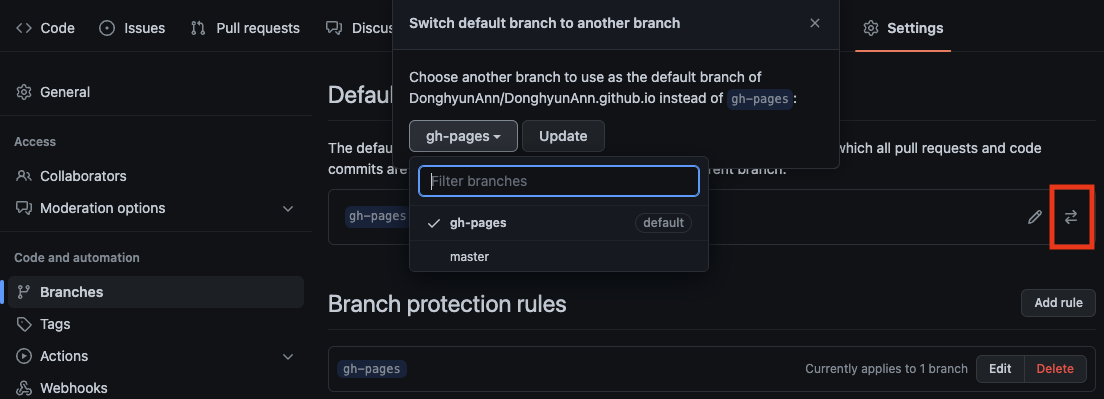 Code
Issues
Pull requests
Discus
Settings
Switch default branch to another branch
Choose another branch to use as the default branch of
DonghyunAnn/DonghyunAnn.github.io instead of gh-pages:
gh-pages
Update
Filter branches
gh-pages
default
master
General
Access
Collaborators
Moderation options
Code and automation
Branches
Tags
Actions
Webhooks
Defau
The defau which all pull requests and code
commits are rent branch.
gh-pages
Branch protection rules
Add rule
gh-pages
Currently applies to 1 branch
Edit
Delete